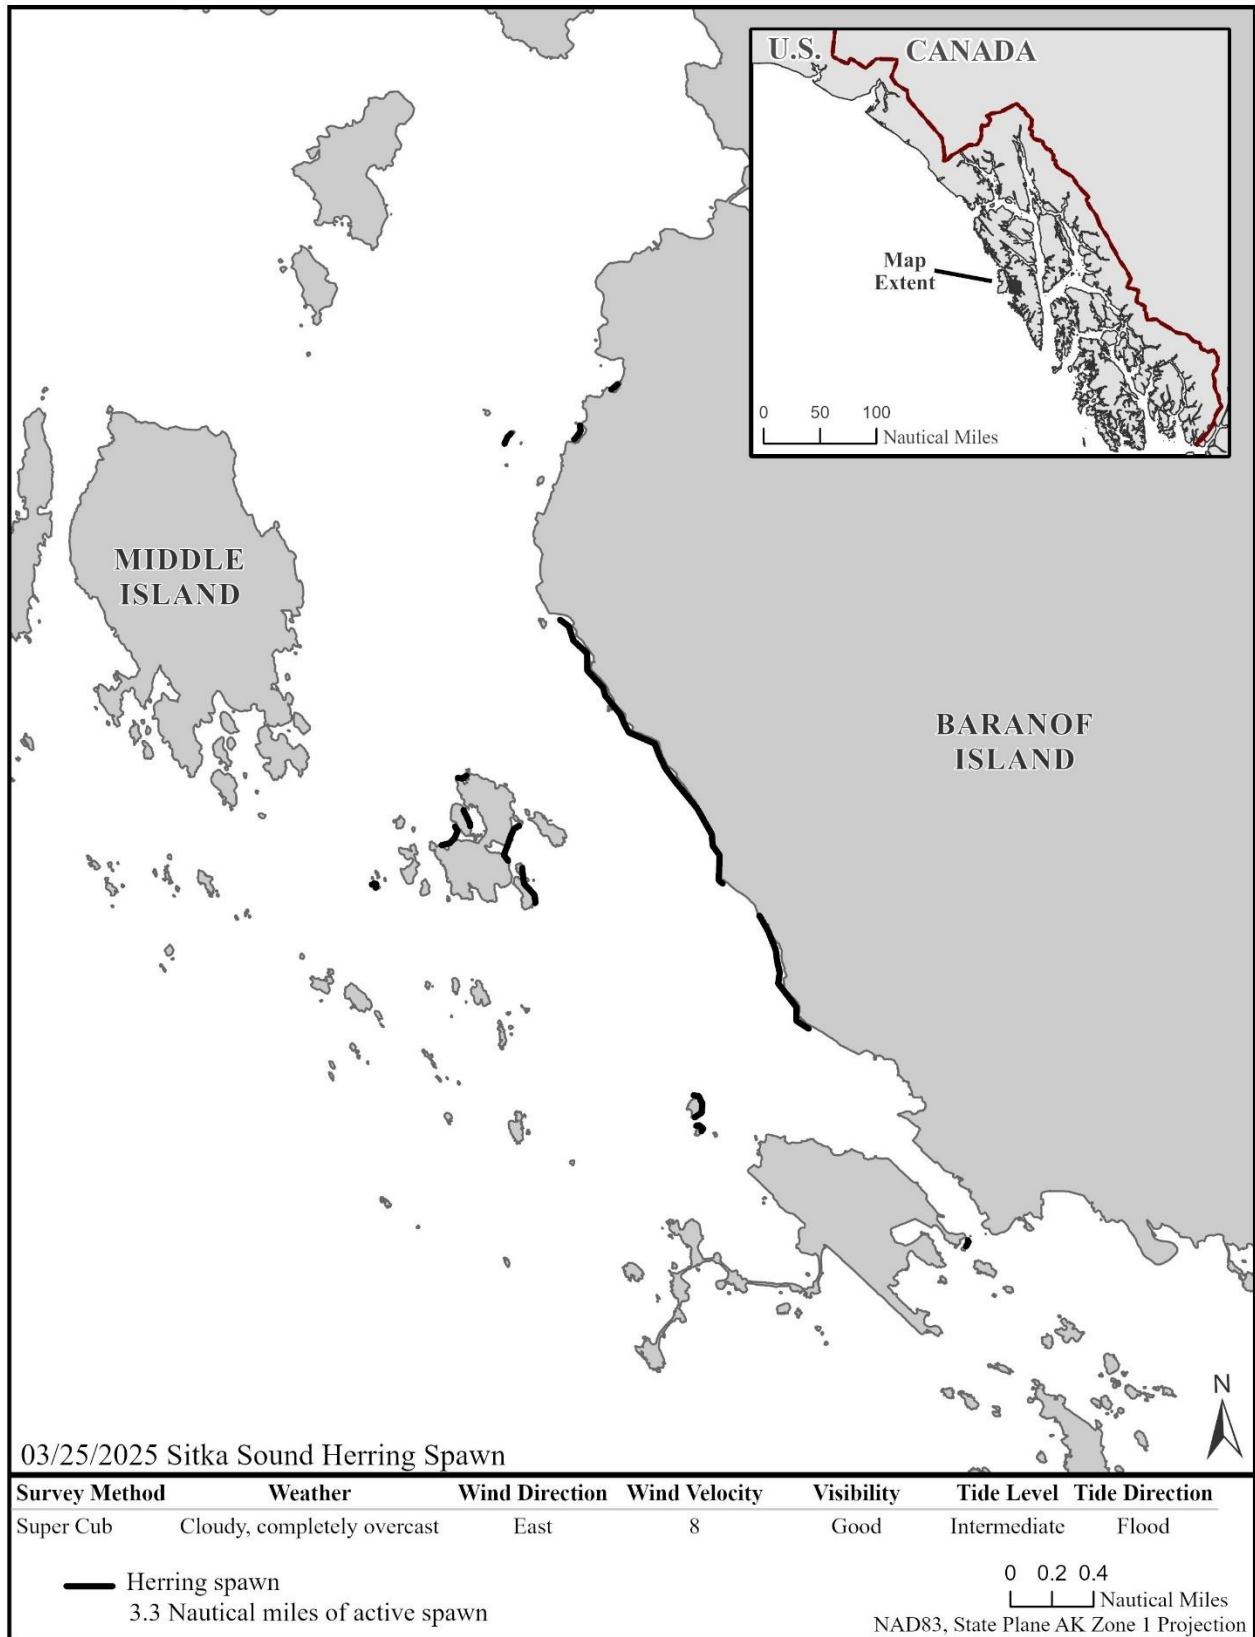 U.S.
CANADA
Map
Extent
0 50 100
Nautical Miles
MIDDLE
ISLAND
BARANOF
ISLAND
N
03/25/2025 Sitka Sound Herring Spawn
Survey Method Weather Wind Direction Wind Velocity Visibility Tide Level Tide Direction
Super Cub Cloudy, completely overcast East 8 Good Intermediate Flood
Herring spawn
3.3 Nautical miles of active spawn
0 0.2 0.4
Nautical Miles
NAD83, State Plane AK Zone 1 Projection